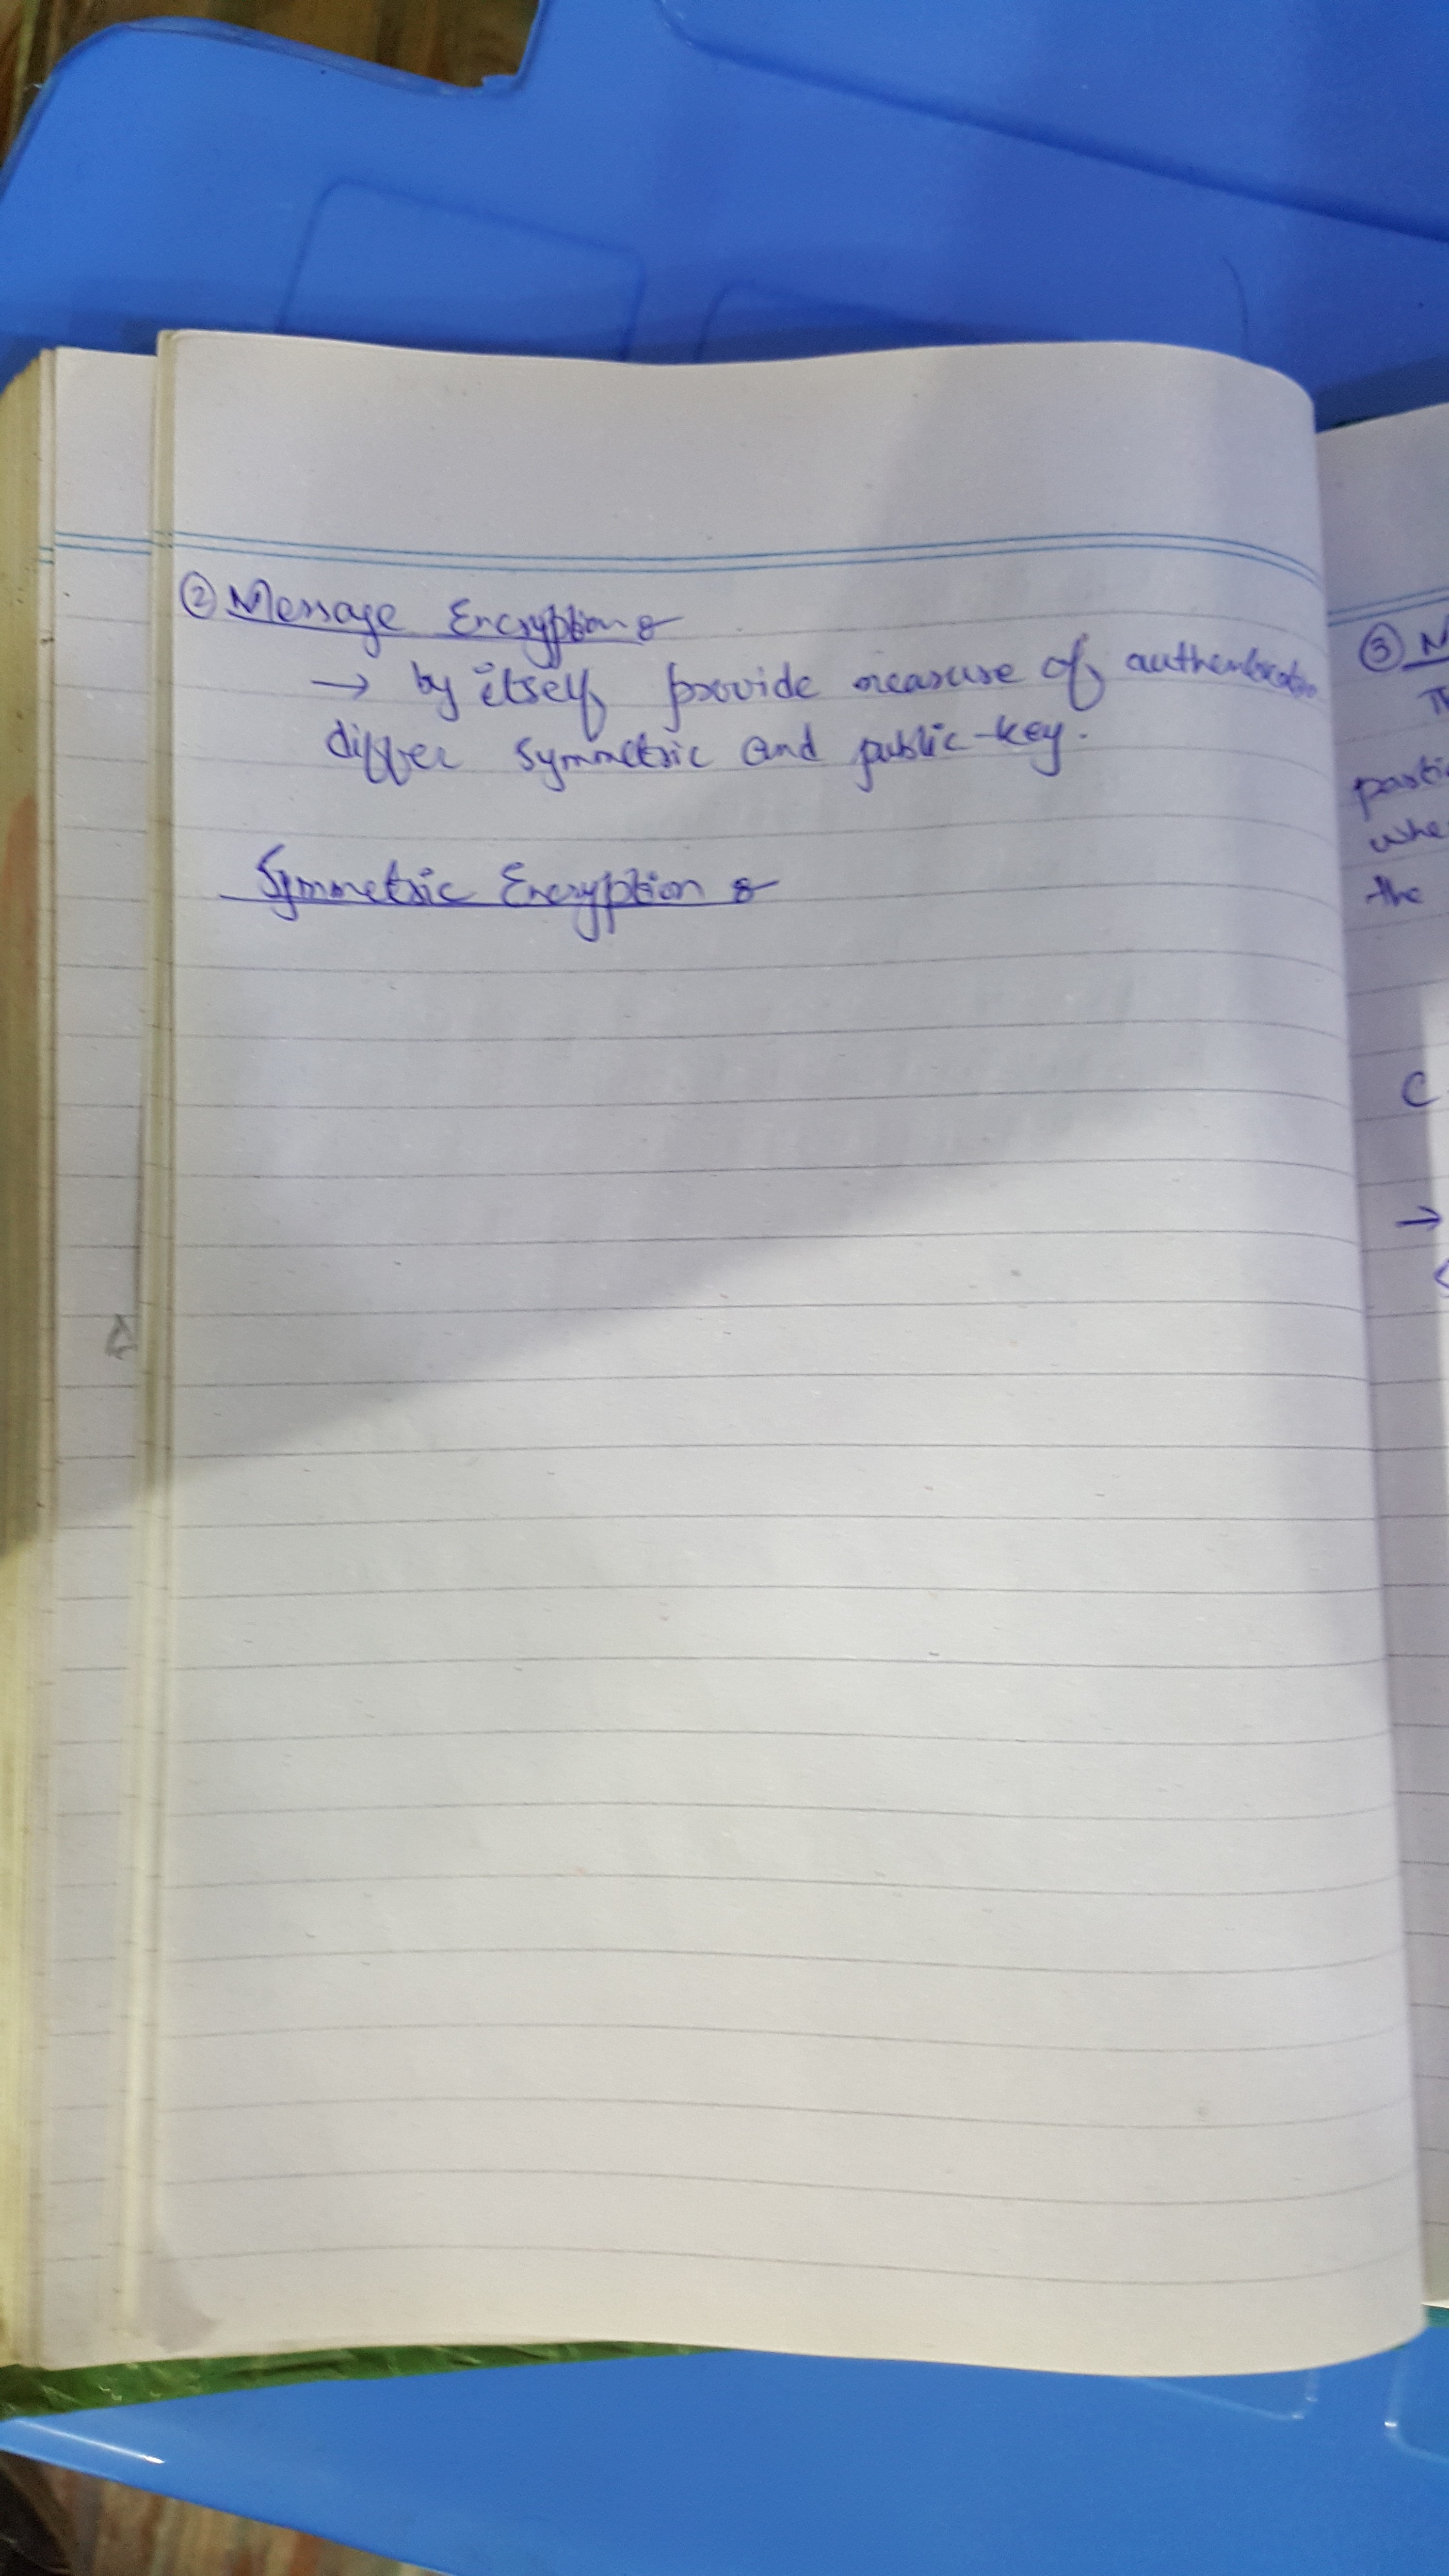 ② Message Encryption :-
→ by itself provide measure of authentication
differ symmetric and public-key.
Symmetric Encryption :-
③
parti
whe
the
C
→